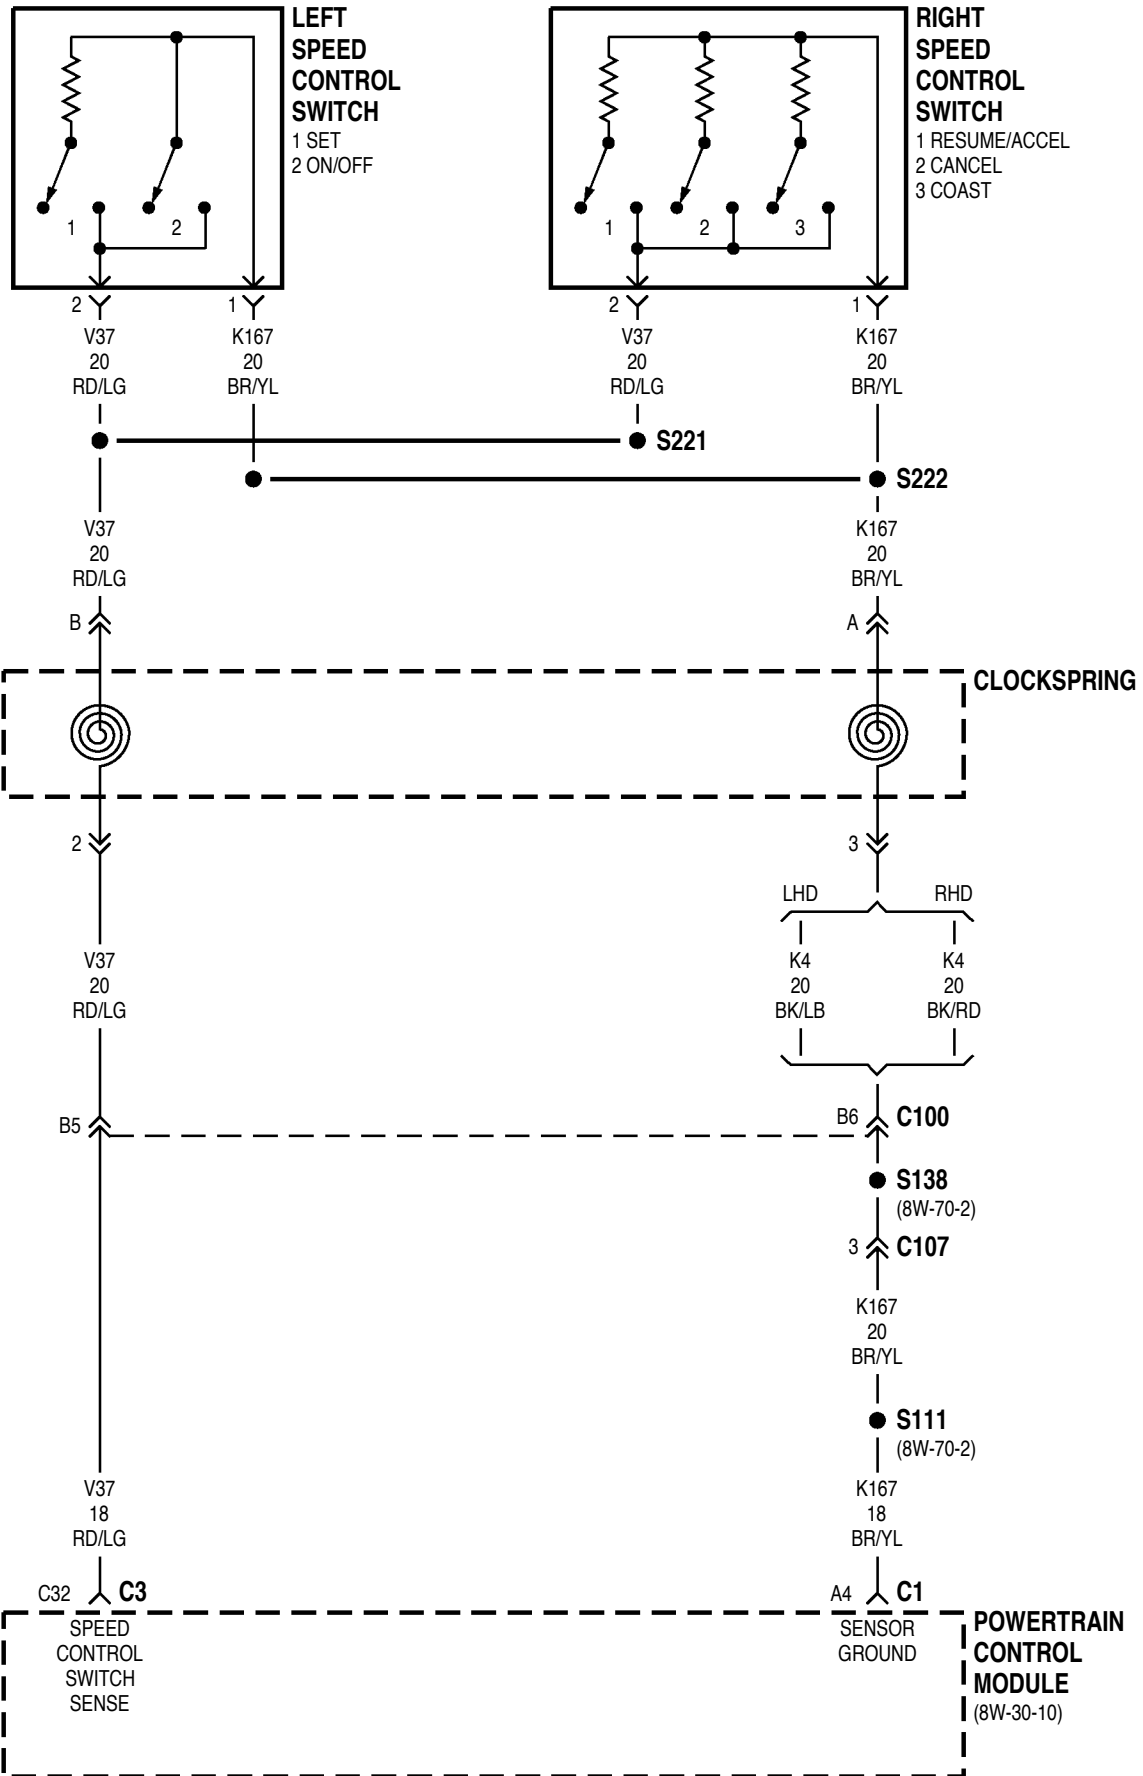 LEFT
SPEED
CONTROL
SWITCH
1 SET
2 ON/OFF
RIGHT
SPEED
CONTROL
SWITCH
1 RESUME/ACCEL
2 CANCEL
3 COAST
1
2
1
2
3
2
1
2
1
V37
20
RD/LG
K167
20
BR/YL
V37
20
RD/LG
K167
20
BR/YL
S221
S222
V37
20
RD/LG
K167
20
BR/YL
B
A
CLOCKSPRING
2
3
LHD
RHD
V37
20
RD/LG
K4
20
BK/LB
K4
20
BK/RD
B5
B6
C100
S138
(8W-70-2)
3
C107
K167
20
BR/YL
S111
(8W-70-2)
V37
18
RD/LG
K167
18
BR/YL
C32
C3
A4
C1
SPEED
CONTROL
SWITCH
SENSE
SENSOR
GROUND
POWERTRAIN
CONTROL
MODULE
(8W-30-10)